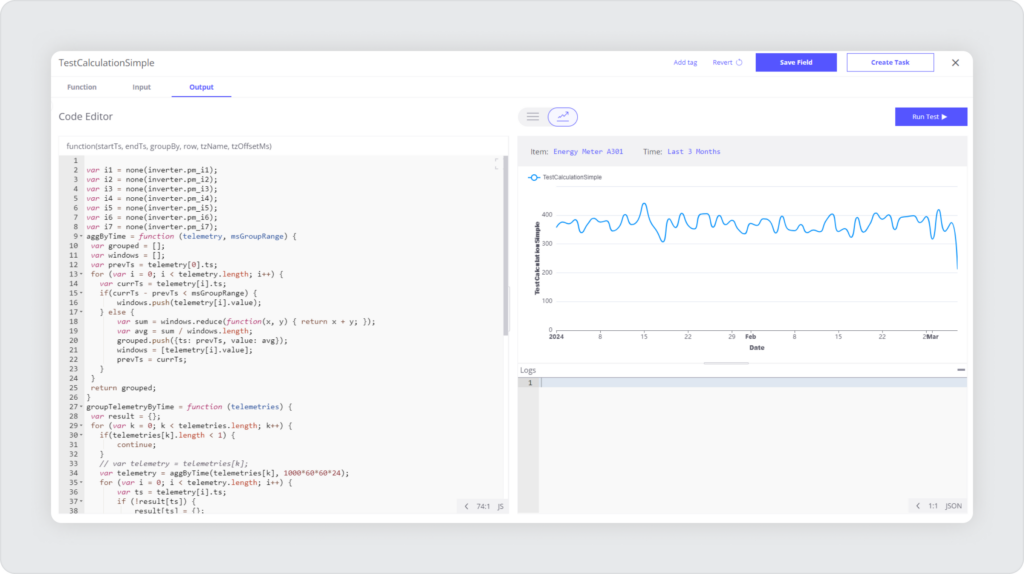 TestCalculationSimple
Add tag
Revert
Save Field
Create Task
Function
Input
Output
Code Editor
Run Test
function(startTs, endTs, groupBy, row, tzName, tzOffsetMs)
1
2 var i1 = none(inverter.pm_i1);
3 var i2 = none(inverter.pm_i2);
4 var i3 = none(inverter.pm_i3);
5 var i4 = none(inverter.pm_i4);
6 var i5 = none(inverter.pm_i5);
7 var i6 = none(inverter.pm_i6);
8 var i7 = none(inverter.pm_i7);
9 aggByTime = function (telemetry, msGroupRange) {
10 var grouped = [];
11 var windows = [];
12 var prevTs = telemetry[0].ts;
13 for (var i = 0; i < telemetry.length; i++) {
14 var currTs = telemetry[i].ts;
15 if(currTs - prevTs < msGroupRange) {
16 windows.push(telemetry[i].value);
17 } else {
18 var sum = windows.reduce(function(x, y) { return x + y; });
19 var avg = sum / windows.length;
20 grouped.push({ts: prevTs, value: avg});
21 windows = [telemetry[i].value];
22 prevTs = currTs;
23 }
24 }
25 return grouped;
26 }
27 groupTelemetryByTime = function (telemetries) {
28 var result = {};
29 for (var k = 0; k < telemetries.length; k++) {
30 if(telemetries[k].length < 1) {
31 continue;
32 }
33 // var telemetry = telemetries[k];
34 var telemetry = aggByTime(telemetries[k], 1000*60*60*24);
35 for (var i = 0; i < telemetry.length; i++) {
36 var ts = telemetry[i].ts;
37 if (!result[ts]) {
38 result[ts] = {};
74:1 JS
Item: Energy Meter A301 Time: Last 3 Months
TestCalculationSimple
TestCalculationSimple
400
300
200
100
0
2024 8 15 22 29 Feb 8 15 22 Mar
Date
Logs
1
1:1 JSON